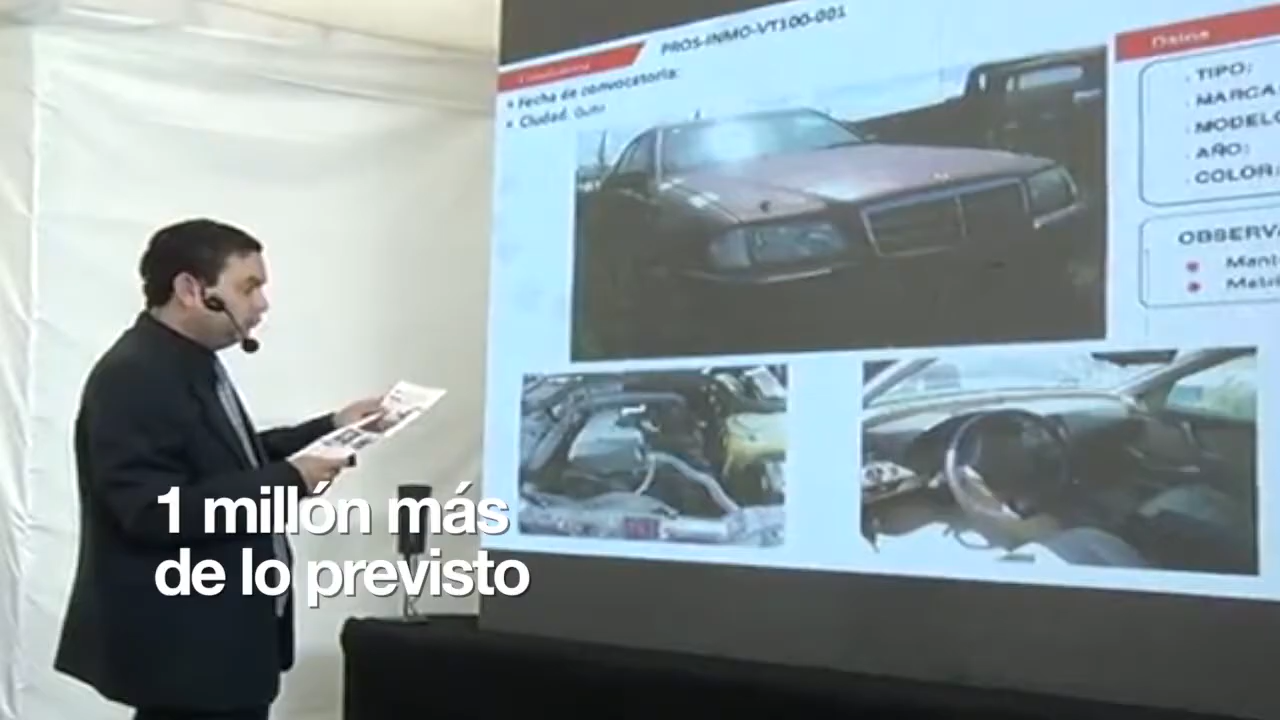 PROS-INMO-VT100-001
• Fecha de convocatoria:
• Ciudad: Quito
Datos
. TIPO:
. MARCA
. MODELO
. AÑO:
. COLOR:
OBSERVA
1 millón más
de lo previsto